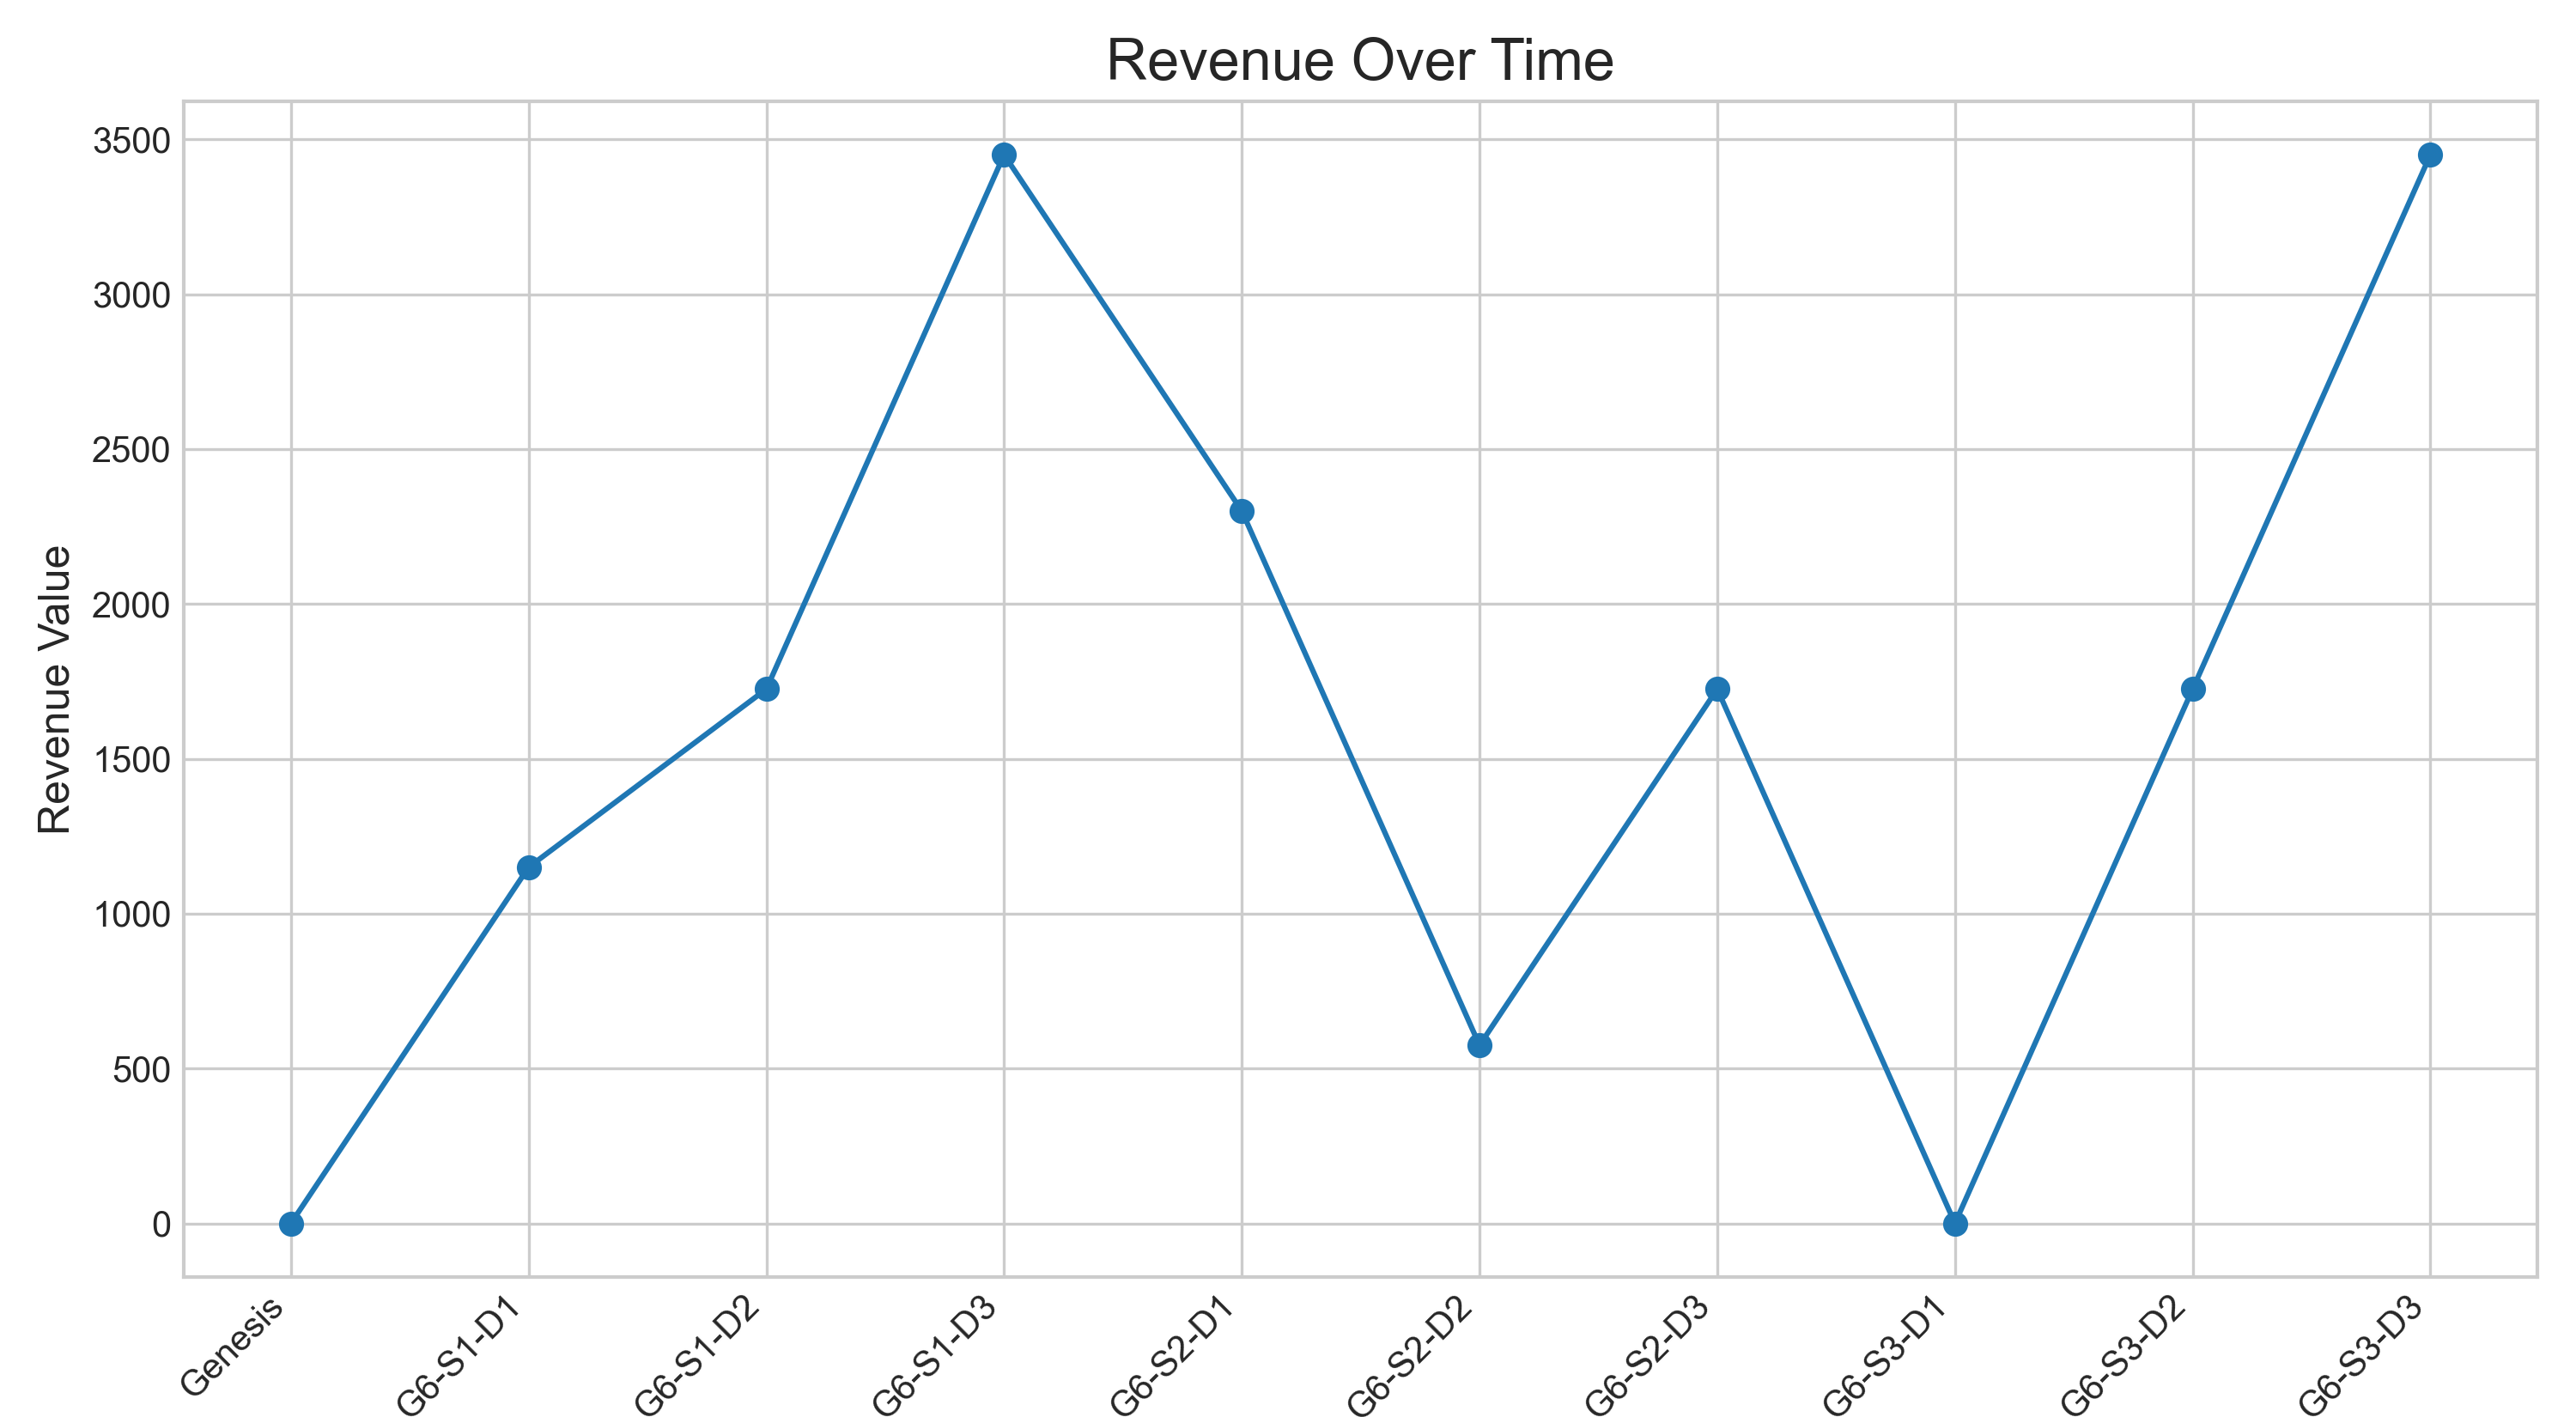 Revenue Over Time
Revenue Value
3500
3000
2500
2000
1500
1000
500
0
Genesis
G6-S1-D1
G6-S1-D2
G6-S1-D3
G6-S2-D1
G6-S2-D2
G6-S2-D3
G6-S3-D1
G6-S3-D2
G6-S3-D3